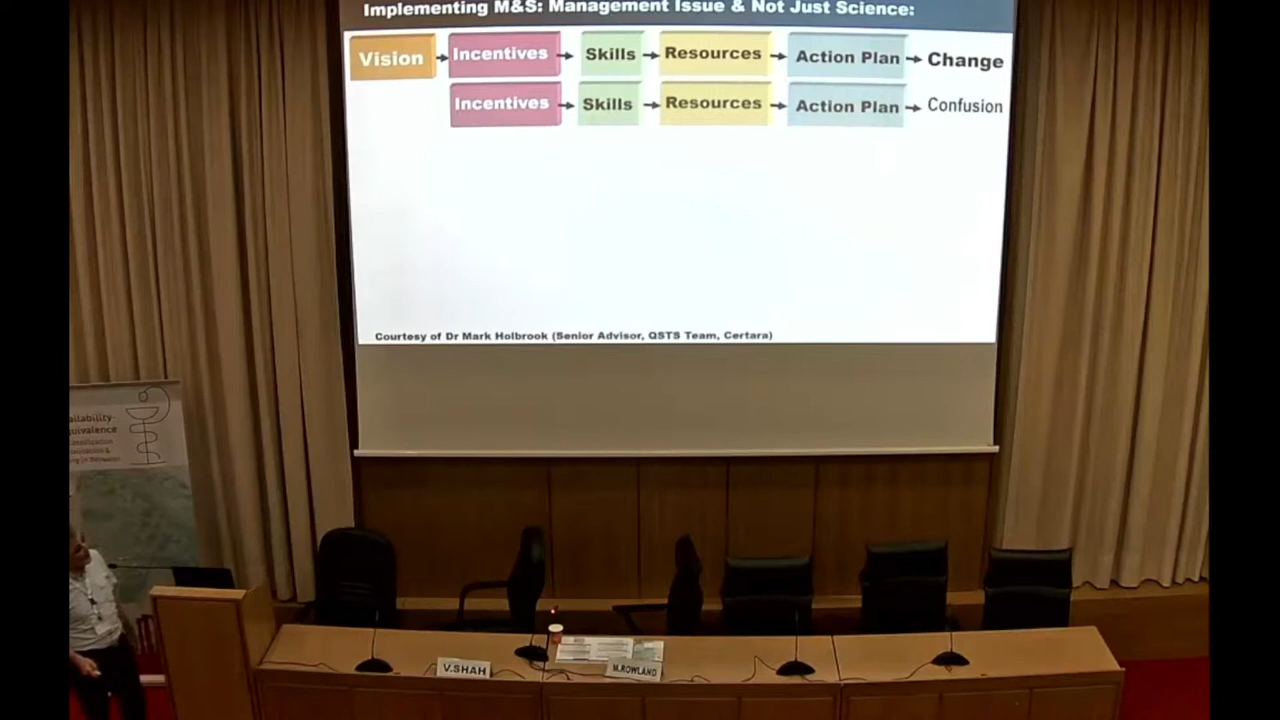 Implementing M&S: Management Issue & Not Just Science:
Vision Incentives Skills Resources Action Plan Change
Incentives Skills Resources Action Plan Confusion
Courtesy of Dr Mark Holbrook (Senior Advisor, QSTS Team, Certara)
V.SHAH
M.ROWLAND